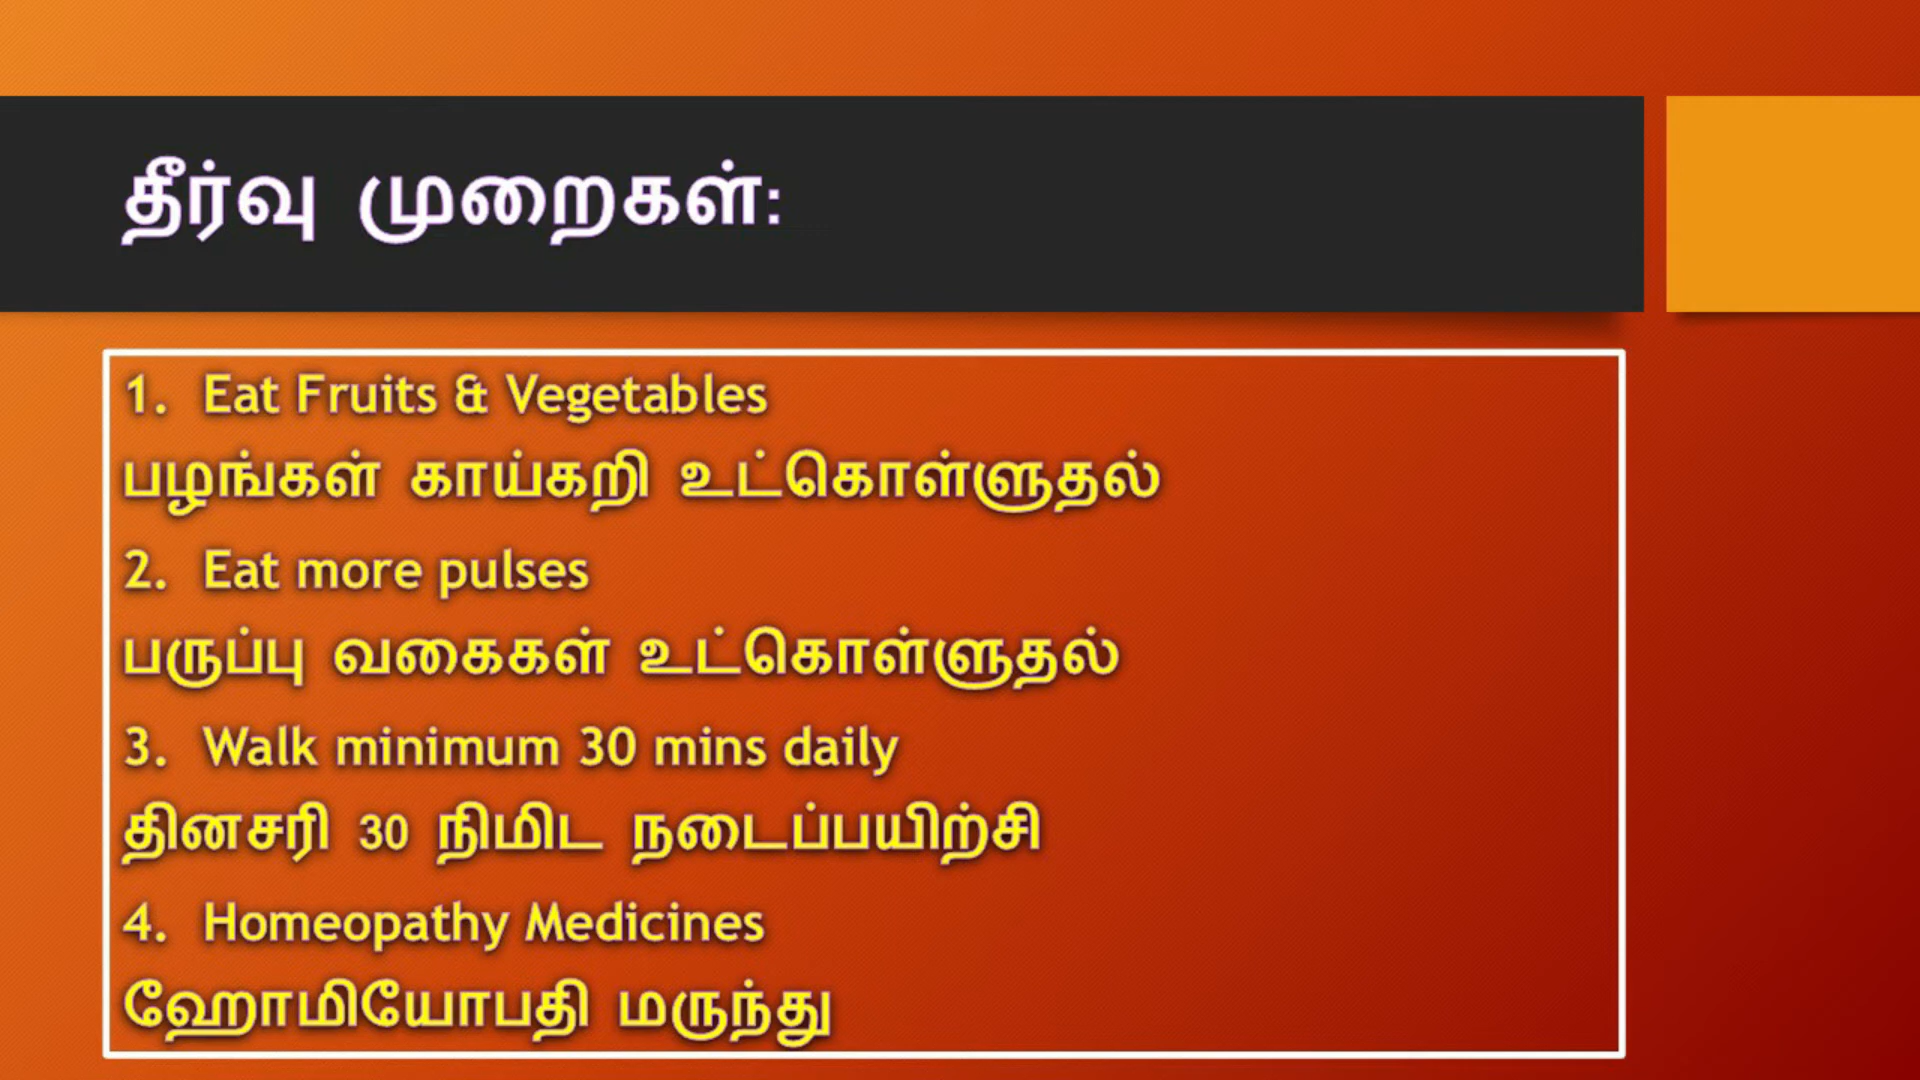 தீர்வு முறைகள்:
1. Eat Fruits & Vegetables
பழங்கள் காய்கறி உட்கொள்ளுதல்
2. Eat more pulses
பருப்பு வகைகள் உட்கொள்ளுதல்
3. Walk minimum 30 mins daily
தினசரி 30 நிமிட நடைப்பயிற்சி
4. Homeopathy Medicines
ஹோமியோபதி மருந்து